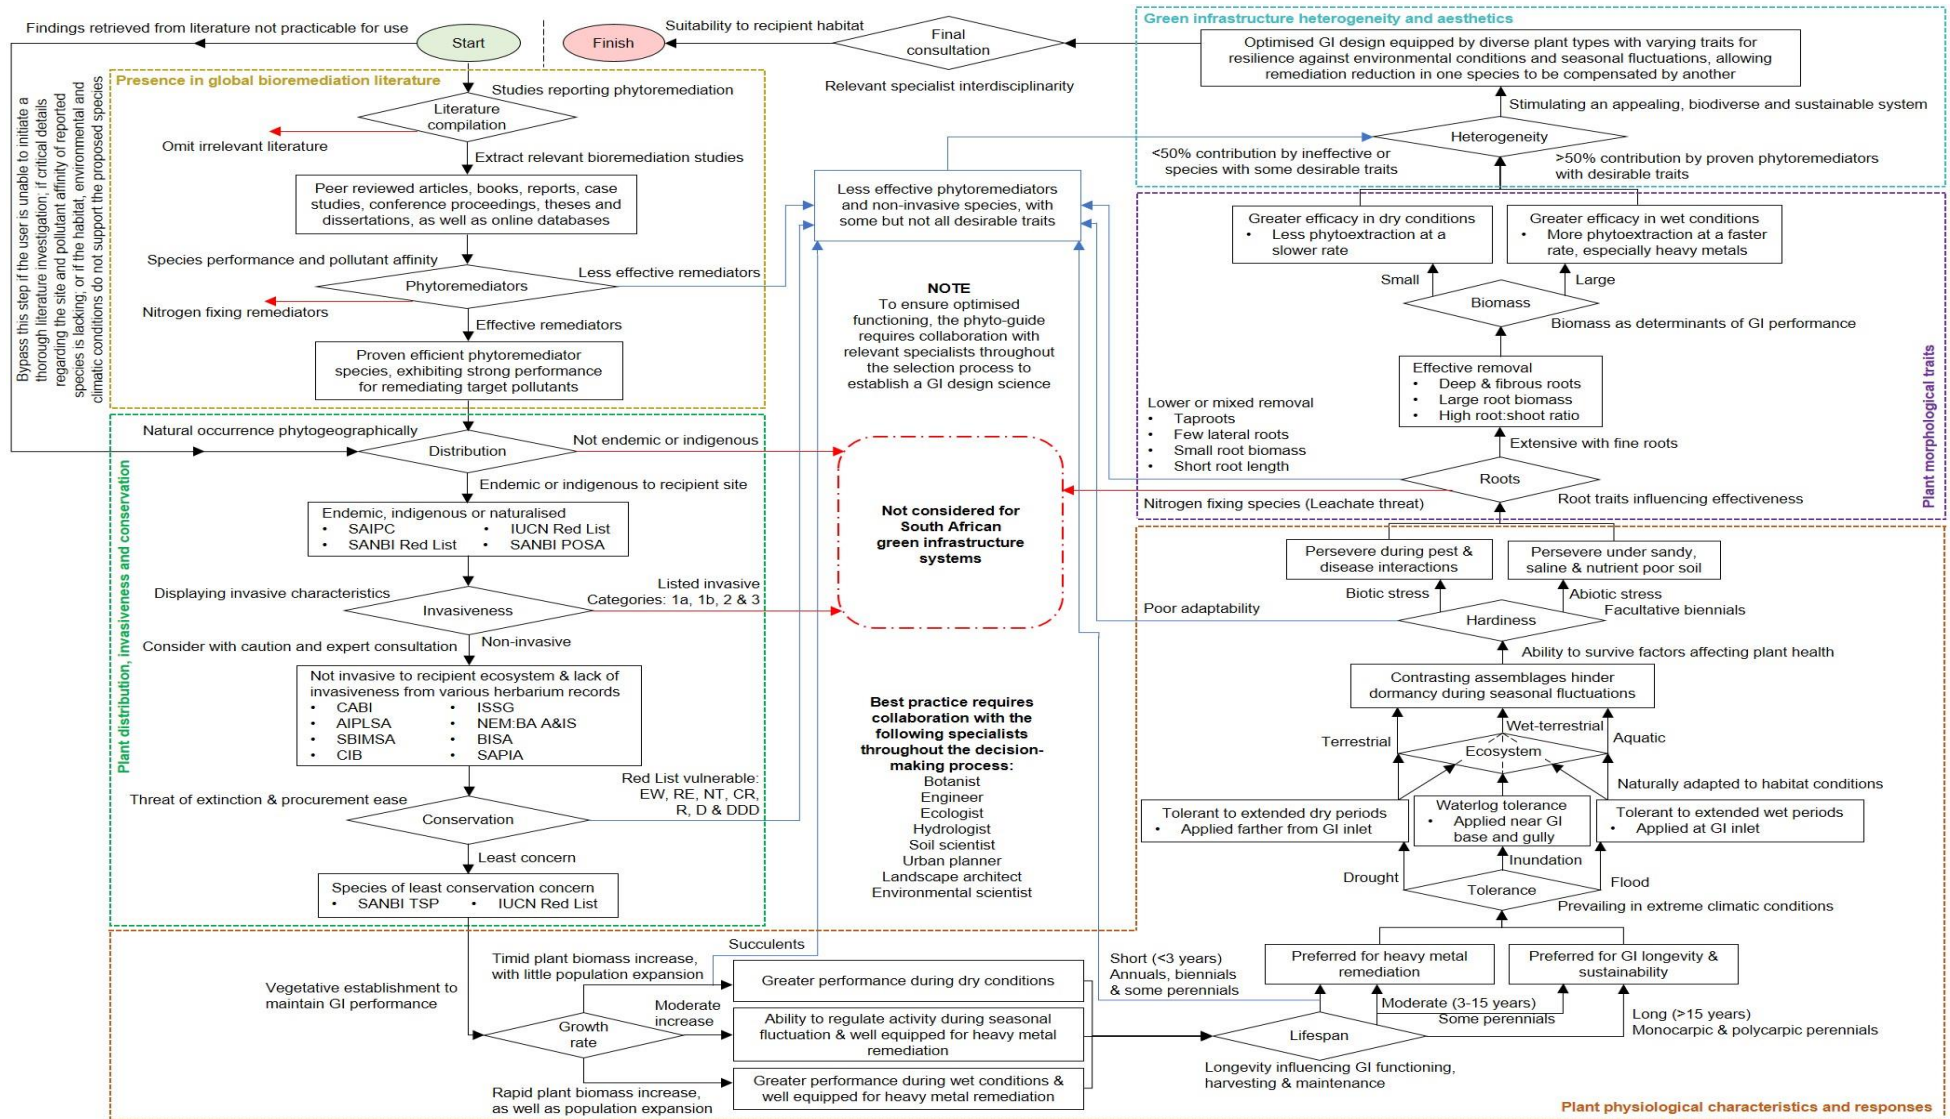 Findings retrieved from literature not practicable for use
Start
Finish
Suitability to recipient habitat
Final
consultation
Relevant specialist interdisciplinarity
Bypass this step if the user is unable to initiate a
thorough literature investigation; if critical details
regarding the site and pollutant affinity of reported
species is lacking; or if the habitat, environmental and
climatic conditions do not support the proposed species
Presence in global bioremediation literature
Studies reporting phytoremediation
Literature
compilation
Omit irrelevant literature
Extract relevant bioremediation studies
Peer reviewed articles, books, reports, case
studies, conference proceedings, theses and
dissertations, as well as online databases
Species performance and pollutant affinity
Phytoremediators
Less effective remediators
Nitrogen fixing remediators
Effective remediators
Proven efficient phytoremediator
species, exhibiting strong performance
for remediating target pollutants
Plant distribution, invasiveness and conservation
Natural occurrence phytogeographically
Distribution
Not endemic or indigenous
Endemic or indigenous to recipient site
Endemic, indigenous or naturalised
• SAIPC • IUCN Red List
• SANBI Red List • SANBI POSA
Displaying invasive characteristics
Invasiveness
Listed invasive
Categories: 1a, 1b, 2 & 3
Consider with caution and expert consultation
Non-invasive
Not invasive to recipient ecosystem & lack of
invasiveness from various herbarium records
• CABI • ISSG
• AIPLSA • NEM:BA A&IS
• SBIMSA • BISA
• CIB • SAPIA
Threat of extinction & procurement ease
Conservation
Red List vulnerable:
EW, RE, NT, CR,
R, D & DDD
Least concern
Species of least conservation concern
• SANBI TSP • IUCN Red List
Less effective phytoremediators
and non-invasive species, with
some but not all desirable traits
NOTE
To ensure optimised
functioning, the phyto-guide
requires collaboration with
relevant specialists throughout
the selection process to
establish a GI design science
Not considered for
South African
green infrastructure
systems
Best practice requires
collaboration with the
following specialists
throughout the decision-
making process:
Botanist
Engineer
Ecologist
Hydrologist
Soil scientist
Urban planner
Landscape architect
Environmental scientist
Green infrastructure heterogeneity and aesthetics
Optimised GI design equipped by diverse plant types with varying traits for
resilience against environmental conditions and seasonal fluctuations, allowing
remediation reduction in one species to be compensated by another
Stimulating an appealing, biodiverse and sustainable system
Heterogeneity
<50% contribution by ineffective or
species with some desirable traits
>50% contribution by proven phytoremediators
with desirable traits
Plant morphological traits
Greater efficacy in dry conditions
• Less phytoextraction at a
slower rate
Greater efficacy in wet conditions
• More phytoextraction at a faster
rate, especially heavy metals
Small
Large
Biomass
Biomass as determinants of GI performance
Effective removal
• Deep & fibrous roots
• Large root biomass
• High root:shoot ratio
Lower or mixed removal
• Taproots
• Few lateral roots
• Small root biomass
• Short root length
Extensive with fine roots
Roots
Nitrogen fixing species (Leachate threat)
Root traits influencing effectiveness
Persevere during pest &
disease interactions
Persevere under sandy,
saline & nutrient poor soil
Biotic stress
Abiotic stress
Poor adaptability
Facultative biennials
Hardiness
Ability to survive factors affecting plant health
Contrasting assemblages hinder
dormancy during seasonal fluctuations
Terrestrial
Wet-terrestrial
Aquatic
Ecosystem
Naturally adapted to habitat conditions
Tolerant to extended dry periods
• Applied farther from GI inlet
Waterlog tolerance
• Applied near GI
base and gully
Tolerant to extended wet periods
• Applied at GI inlet
Drought
Inundation
Flood
Tolerance
Prevailing in extreme climatic conditions
Preferred for heavy metal
remediation
Preferred for GI longevity &
sustainability
Short (<3 years)
Annuals, biennials
& some perennials
Moderate (3-15 years)
Some perennials
Long (>15 years)
Monocarpic & polycarpic perennials
Lifespan
Longevity influencing GI functioning,
harvesting & maintenance
Succulents
Timid plant biomass increase,
with little population expansion
Greater performance during dry conditions
Vegetative establishment to
maintain GI performance
Moderate
increase
Growth
rate
Ability to regulate activity during seasonal
fluctuation & well equipped for heavy metal
remediation
Greater performance during wet conditions &
well equipped for heavy metal remediation
Rapid plant biomass increase,
as well as population expansion
Plant physiological characteristics and responses